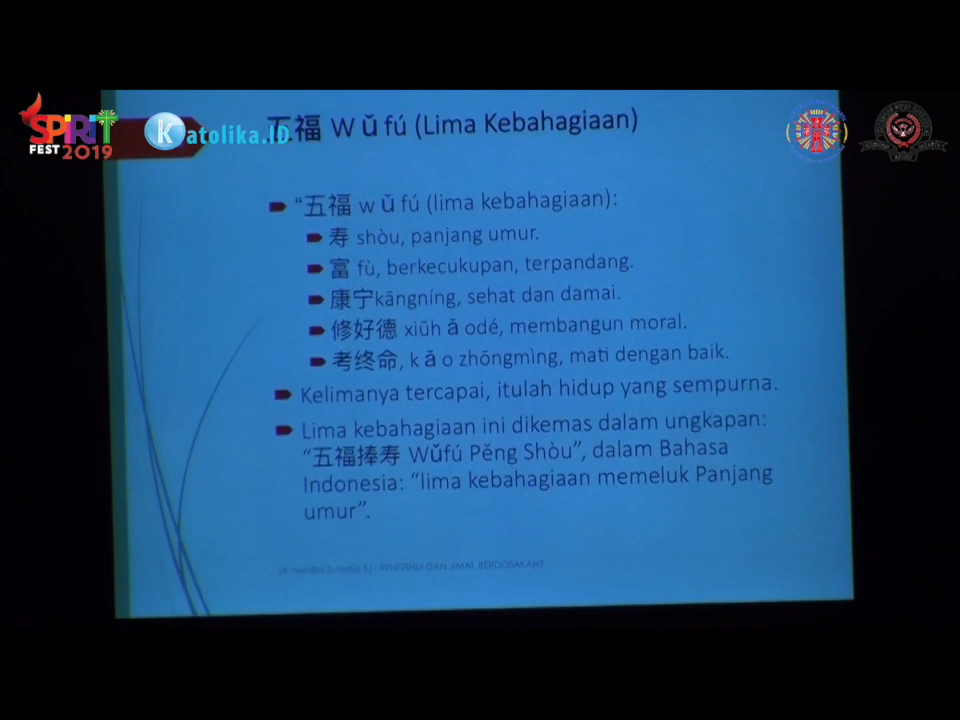 SPIRIT
FEST 2019
Katolika.ID
五福 W ǔ fú (Lima Kebahagiaan)
“五福 w ǔ fú (lima kebahagiaan):
寿 shòu, panjang umur.
富 fù, berkecukupan, terpandang.
康宁kāngníng, sehat dan damai.
修好德 xiūh ǎ odé, membangun moral.
考终命, k ǎ o zhōngmìng, mati dengan baik.
Kelimanya tercapai, itulah hidup yang sempurna.
Lima kebahagiaan ini dikemas dalam ungkapan:
“五福捧寿 Wǔfú Pěng Shòu”, dalam Bahasa
Indonesia: “lima kebahagiaan memeluk Panjang
umur”.
FENGSHUI DAN JIMAT, BERDOSAKAH?